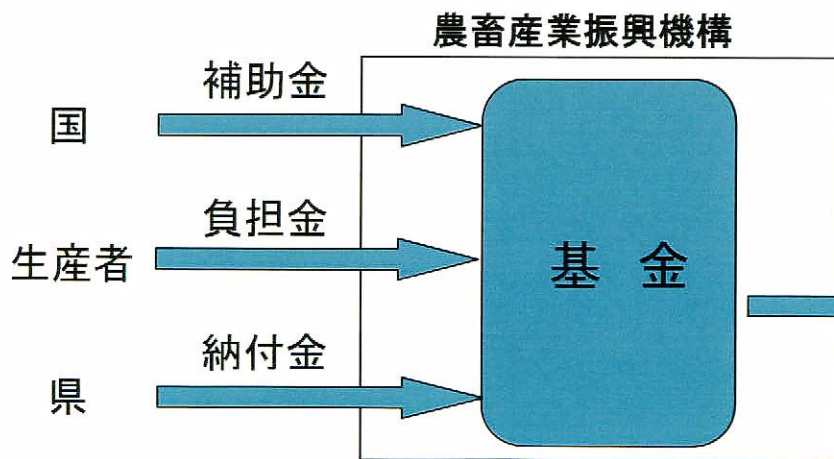 農畜産業振興機構
国
補助金
生産者
負担金
県
納付金
基金